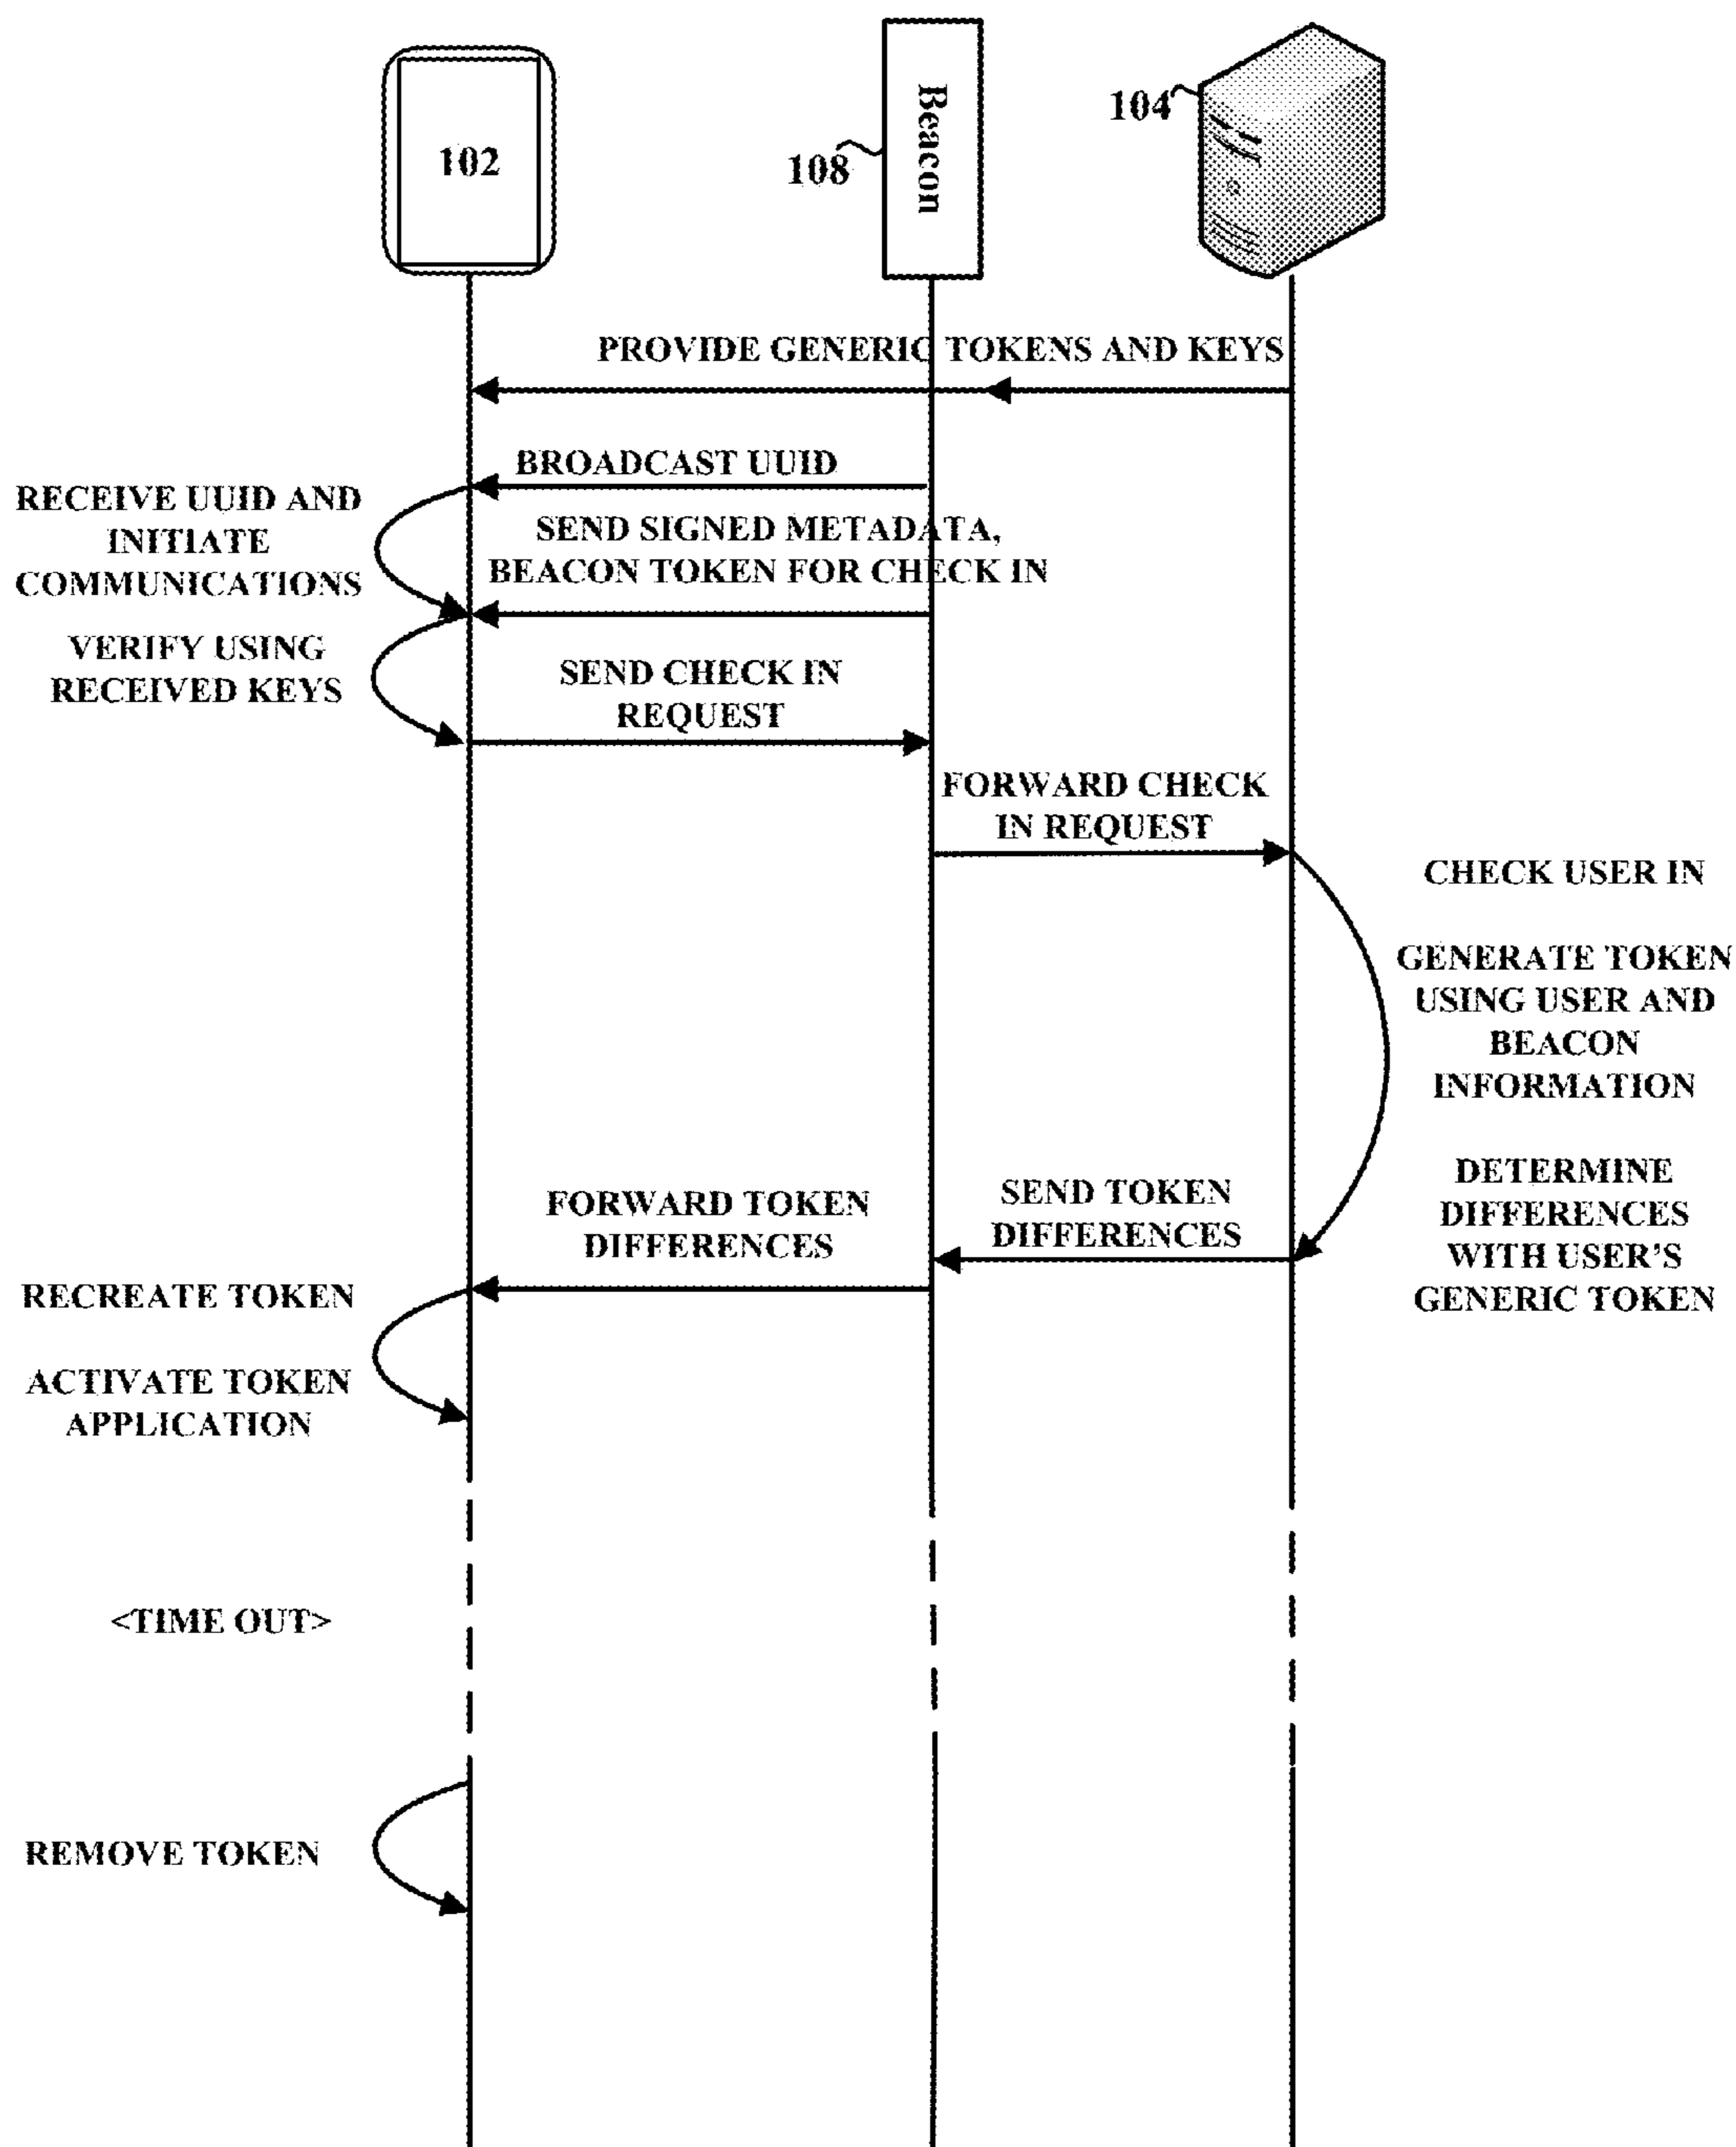 102
108
Beacon
104
PROVIDE GENERIC TOKENS AND KEYS
BROADCAST UUID
RECEIVE UUID AND
INITIATE
COMMUNICATIONS
SEND SIGNED METADATA,
BEACON TOKEN FOR CHECK IN
VERIFY USING
RECEIVED KEYS
SEND CHECK IN
REQUEST
FORWARD CHECK
IN REQUEST
CHECK USER IN
GENERATE TOKEN
USING USER AND
BEACON
INFORMATION
DETERMINE
DIFFERENCES
WITH USER'S
GENERIC TOKEN
SEND TOKEN
DIFFERENCES
FORWARD TOKEN
DIFFERENCES
RECREATE TOKEN
ACTIVATE TOKEN
APPLICATION
<TIME OUT>
REMOVE TOKEN